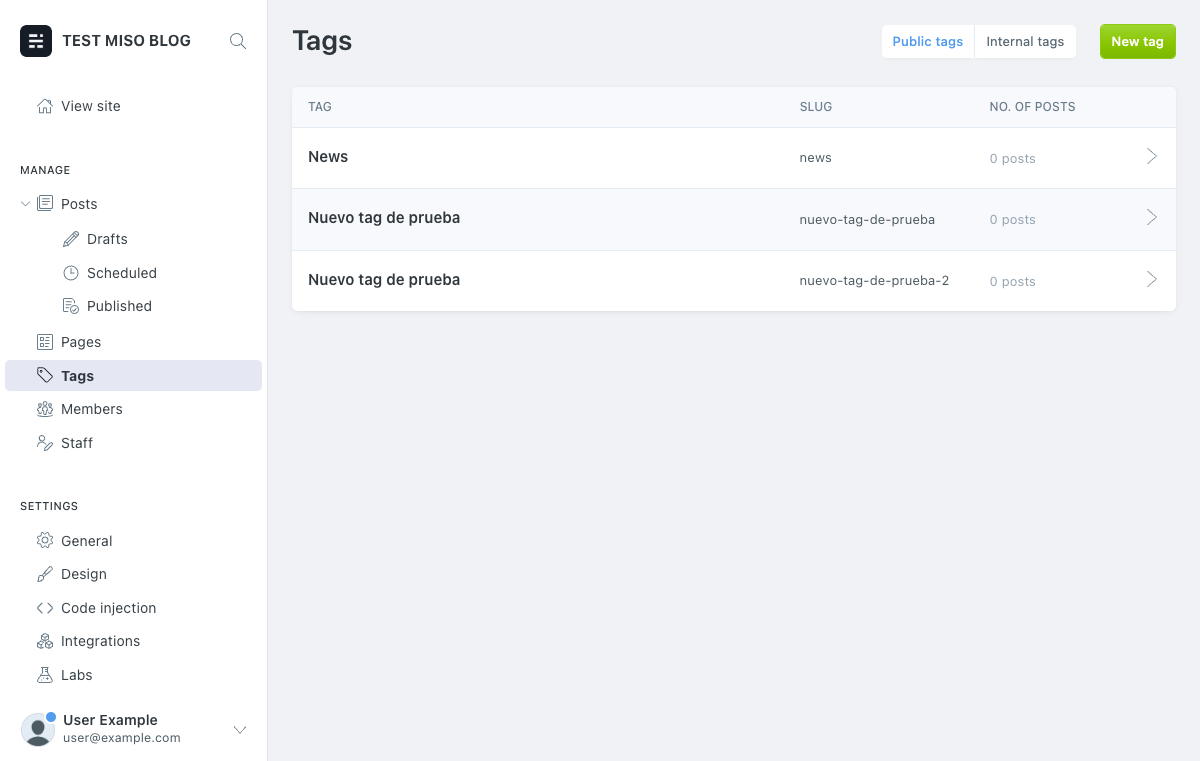 TEST MISO BLOG
View site
MANAGE
Posts
Drafts
Scheduled
Published
Pages
Tags
Members
Staff
SETTINGS
General
Design
Code injection
Integrations
Labs
User Example
user@example.com
Tags
Public tags Internal tags New tag
TAG SLUG NO. OF POSTS
News news 0 posts
Nuevo tag de prueba nuevo-tag-de-prueba 0 posts
Nuevo tag de prueba nuevo-tag-de-prueba-2 0 posts